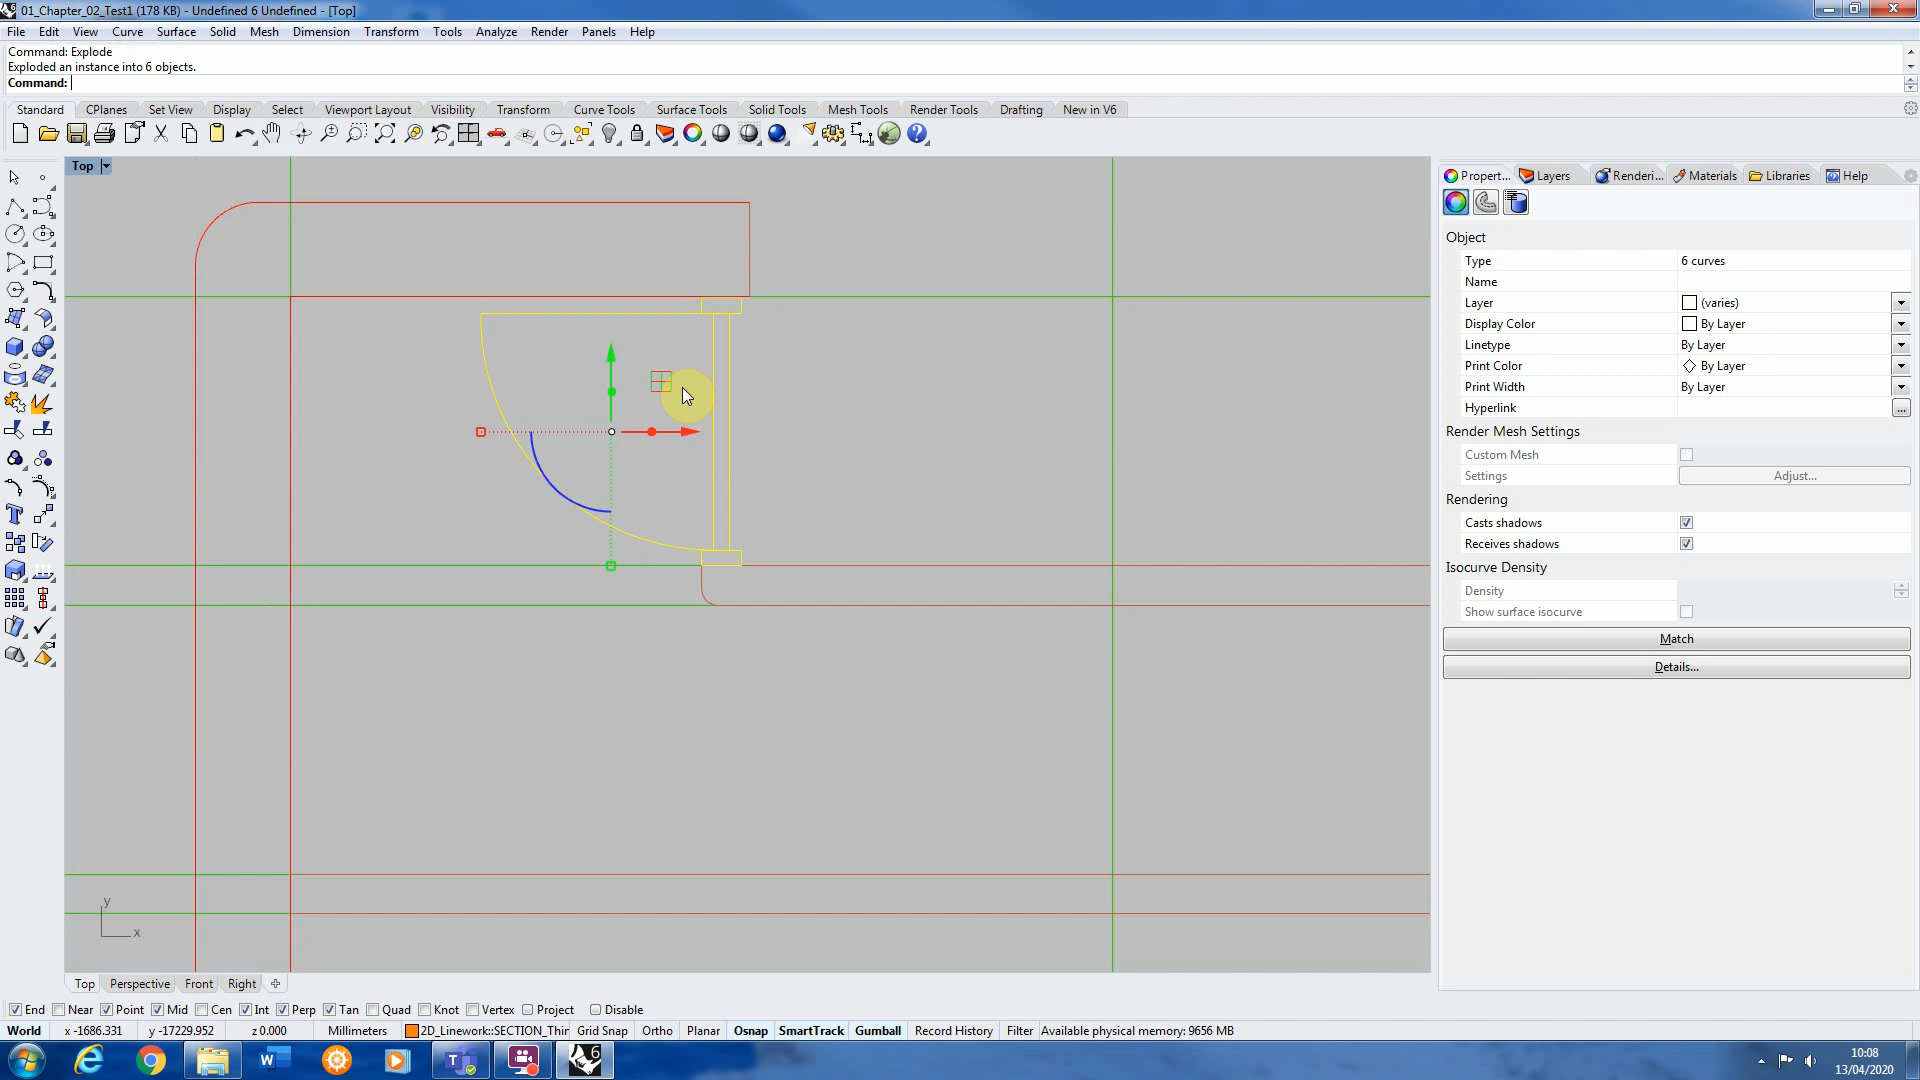 01_Chapter_02_Test1 (178 KB) - Undefined 6 Undefined - [Top]
File Edit View Curve Surface Solid Mesh Dimension Transform Tools Analyze Render Panels Help
Command: Explode
Exploded an instance into 6 objects.
Command:
Standard CPlanes Set View Display Select Viewport Layout Visibility Transform Curve Tools Surface Tools Solid Tools Mesh Tools Render Tools Drafting New in V6
Top
Propert... Layers Renderi... Materials Libraries Help
Object
Type 6 curves
Name
Layer (varies)
Display Color By Layer
Linetype By Layer
Print Color By Layer
Print Width By Layer
Hyperlink ...
Render Mesh Settings
Custom Mesh
Settings Adjust...
Rendering
Casts shadows
Receives shadows
Isocurve Density
Density
Show surface isocurve
Match
Details...
y
x
Top Perspective Front Right
End Near Point Mid Cen Int Perp Tan Quad Knot Vertex Project Disable
World x -1686.331 y -17229.952 z 0.000 Millimeters 2D_Linework::SECTION_Thir Grid Snap Ortho Planar Osnap SmartTrack Gumball Record History Filter Available physical memory: 9656 MB
10:08
13/04/2020